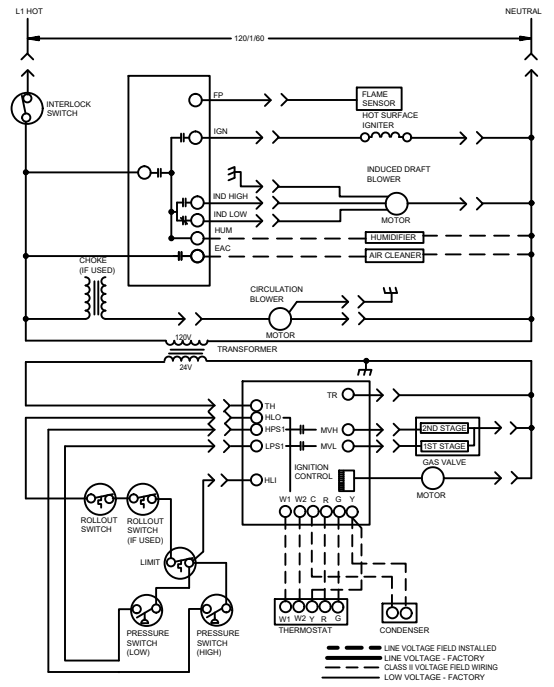 L1 HOT
NEUTRAL
120/1/60
INTERLOCK
SWITCH
FP
FLAME
SENSOR
HOT SURFACE
IGNITER
IGN
INDUCED DRAFT
BLOWER
IND HIGH
IND LOW
MOTOR
HUM
HUMIDIFIER
EAC
AIR CLEANER
CHOKE
(IF USED)
CIRCULATION
BLOWER
MOTOR
120V
TRANSFORMER
24V
TH
HLO
HPS1
LPS1
HLI
TR
MVH
MVL
2ND STAGE
1ST STAGE
GAS VALVE
IGNITION
CONTROL
MOTOR
W1 W2 C R G Y
ROLLOUT
SWITCH
ROLLOUT
SWITCH
(IF USED)
LIMIT
PRESSURE
SWITCH
(LOW)
PRESSURE
SWITCH
(HIGH)
W1 W2 Y R G
THERMOSTAT
CONDENSER
LINE VOLTAGE FIELD INSTALLED
LINE VOLTAGE - FACTORY
CLASS II VOLTAGE FIELD WIRING
LOW VOLTAGE - FACTORY